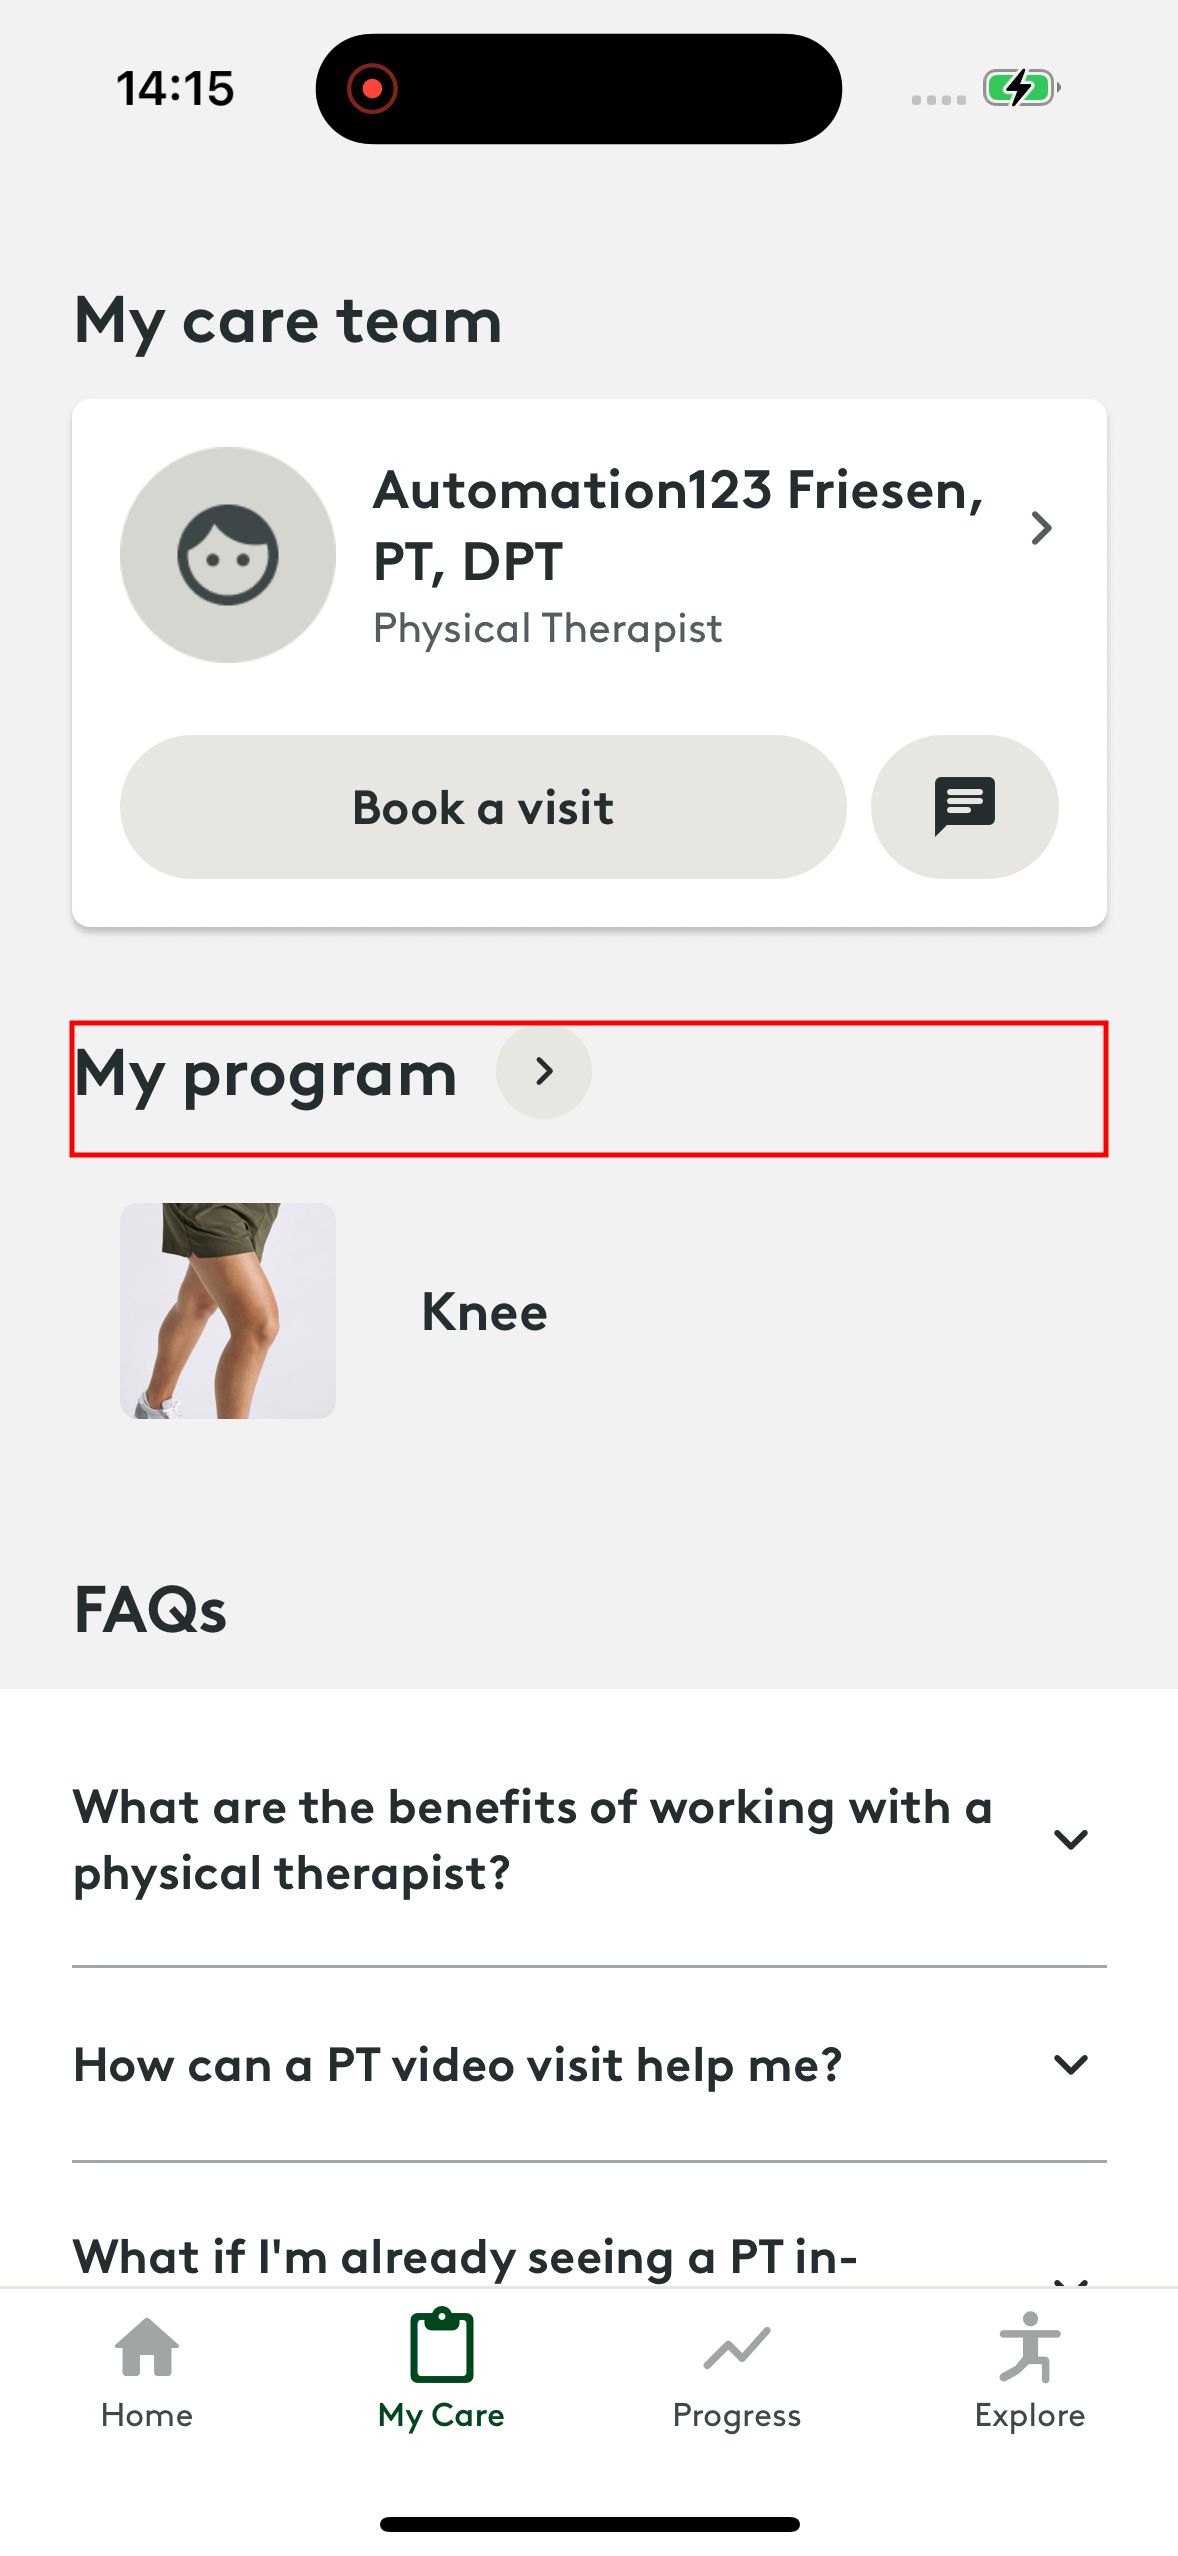 14:15
My care team
Automation123 Friesen,
PT, DPT
Physical Therapist
Book a visit
My program
Knee
FAQs
What are the benefits of working with a
physical therapist?
How can a PT video visit help me?
What if I'm already seeing a PT in-
Home
My Care
Progress
Explore